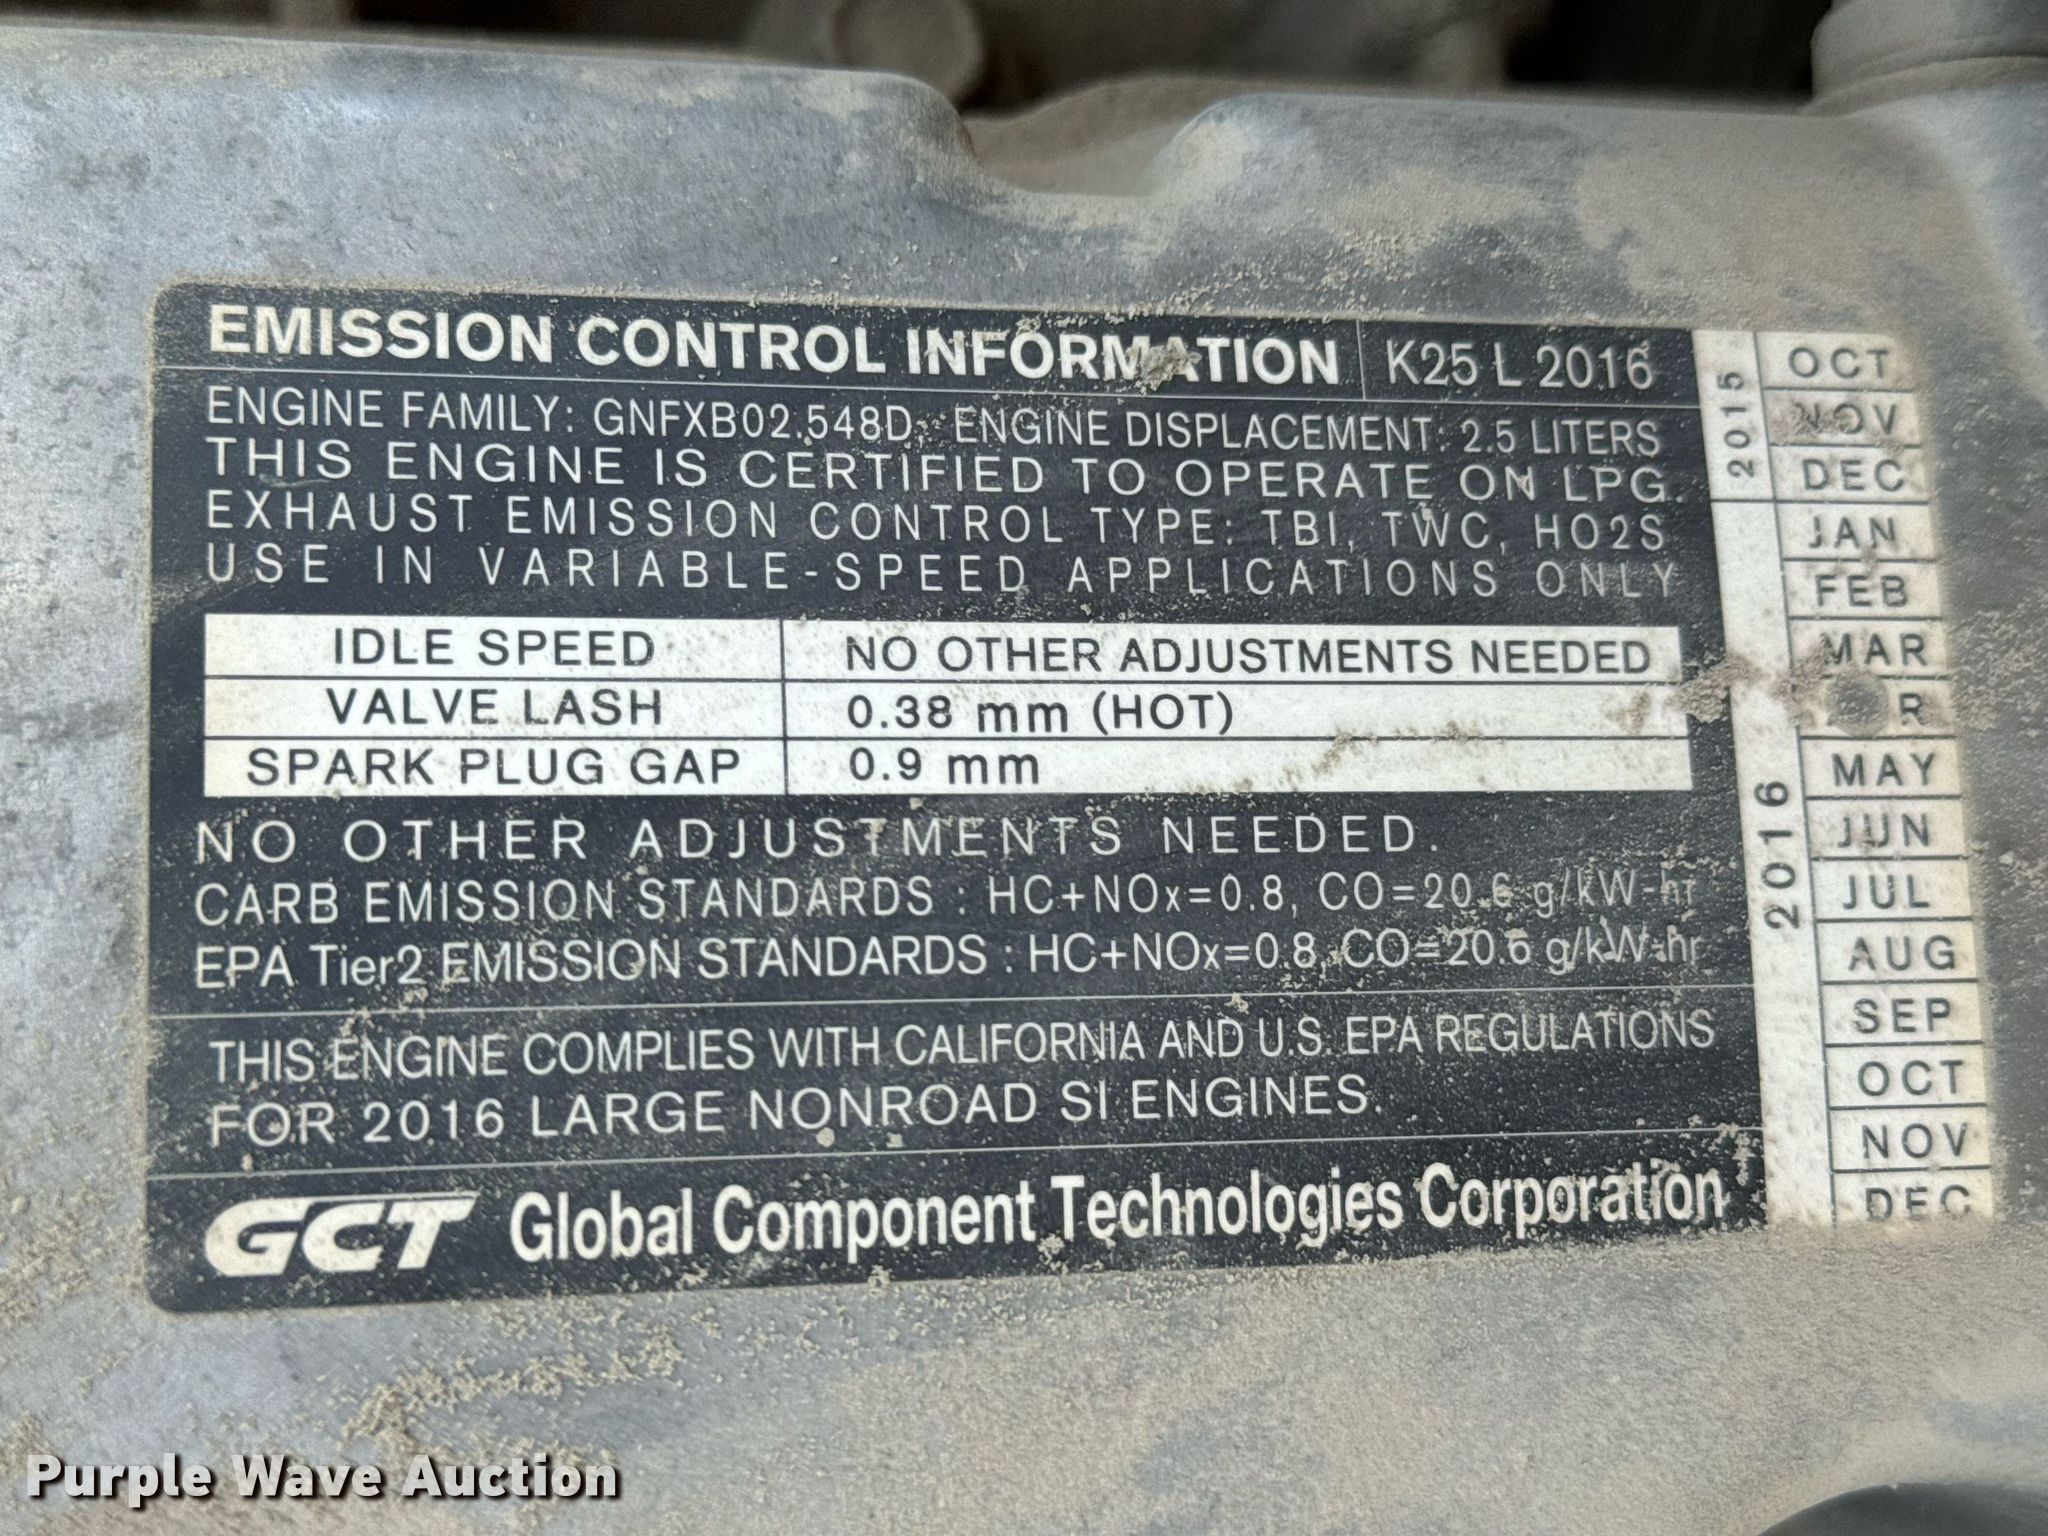 EMISSION CONTROL INFORMATION K25 L 2016
ENGINE FAMILY: GNFXB02.548D, ENGINE DISPLACEMENT: 2.5 LITERS
THIS ENGINE IS CERTIFIED TO OPERATE ON LPG.
EXHAUST EMISSION CONTROL TYPE: TBI, TWC, HO2S
USE IN VARIABLE-SPEED APPLICATIONS ONLY
IDLE SPEED NO OTHER ADJUSTMENTS NEEDED
VALVE LASH 0.38 mm (HOT)
SPARK PLUG GAP 0.9 mm
NO OTHER ADJUSTMENTS NEEDED.
CARB EMISSION STANDARDS : HC+NOx=0.8, CO=20.6 g/kW-hr
EPA Tier2 EMISSION STANDARDS : HC+NOx=0.8, CO=20.6 g/kW-hr
THIS ENGINE COMPLIES WITH CALIFORNIA AND U.S. EPA REGULATIONS
FOR 2016 LARGE NONROAD SI ENGINES.
GCT Global Component Technologies Corporation
2015
OCT
NOV
DEC
2016
JAN
FEB
MAR
MAY
JUN
JUL
AUG
SEP
OCT
NOV
DEC
Purple Wave Auction